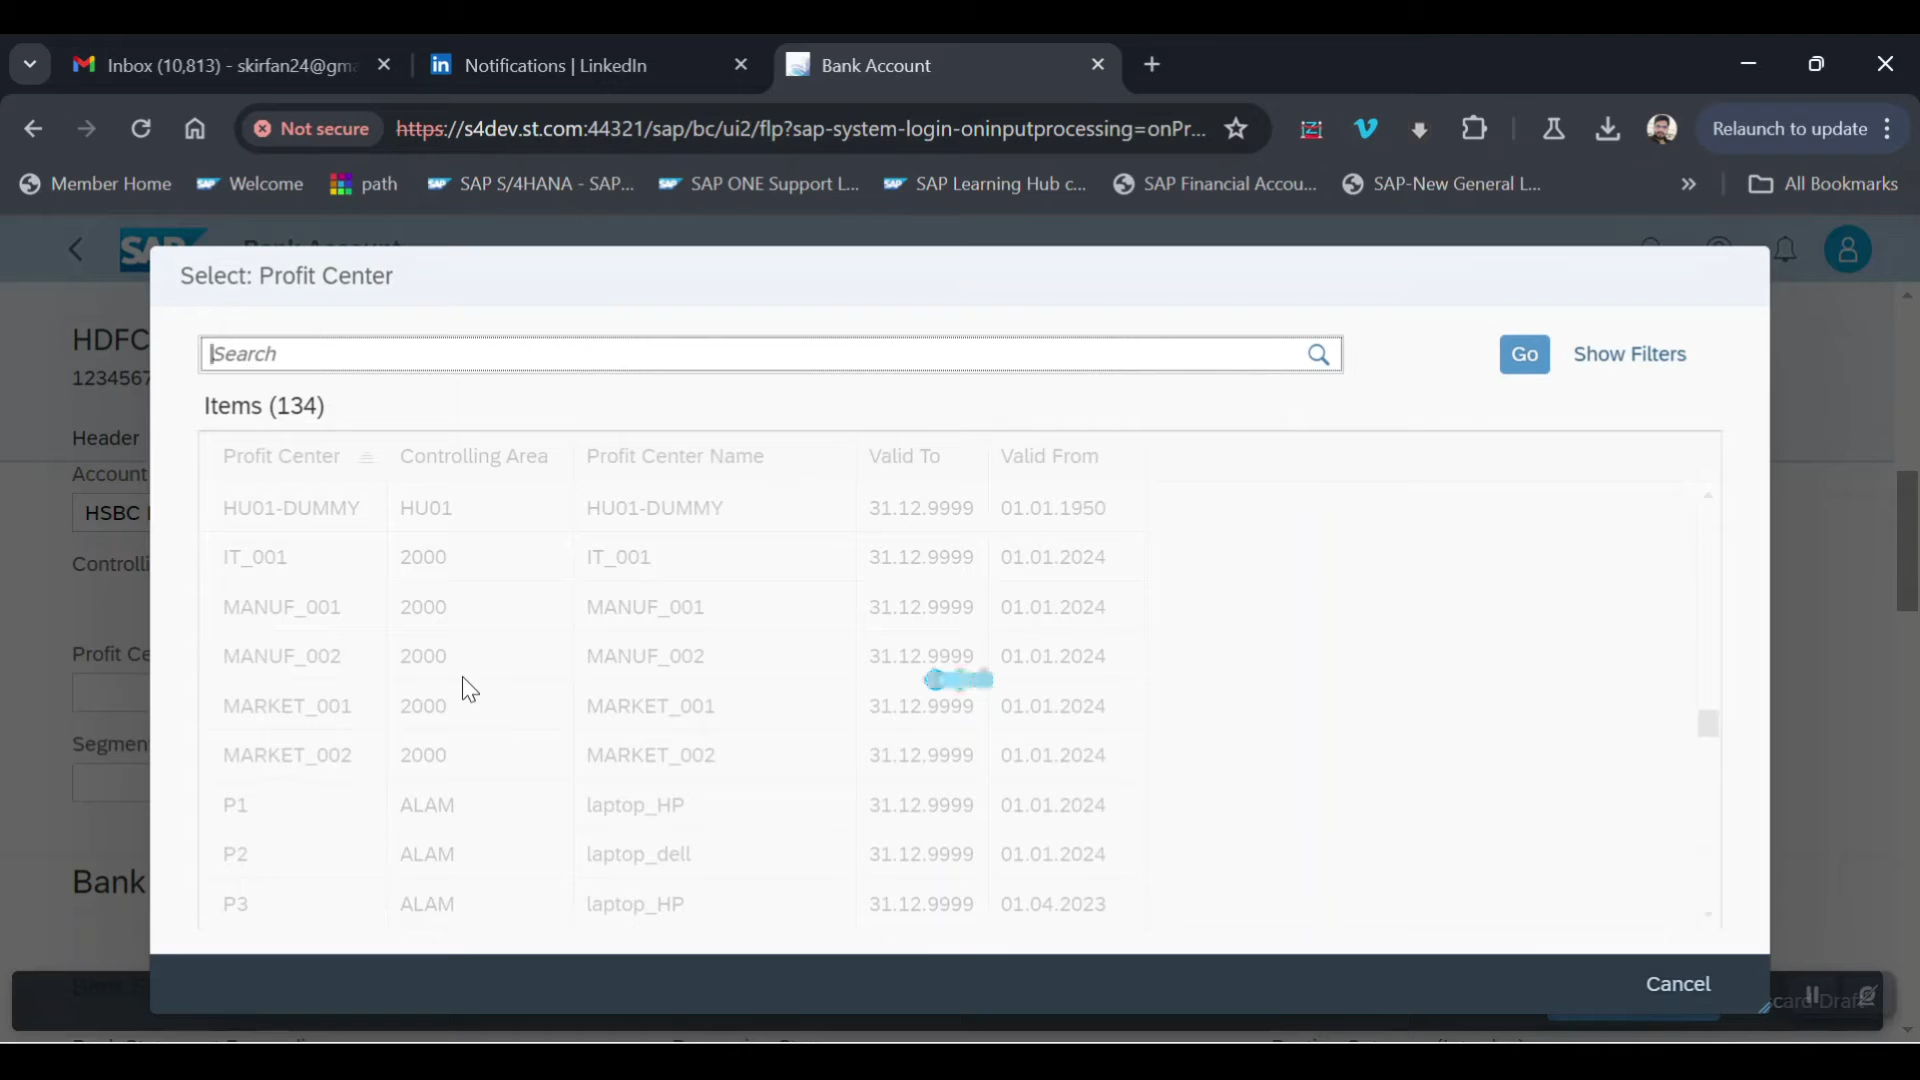 Inbox (10,813) - skirfan24@gma
Notifications | LinkedIn
Bank Account
Not secure
https://s4dev.st.com:44321/sap/bc/ui2/flp?sap-system-login-oninputprocessing=onPr...
Relaunch to update
Member Home
Welcome
path
SAP S/4HANA - SAP...
SAP ONE Support L...
SAP Learning Hub c...
SAP Financial Accou...
SAP-New General L...
»
All Bookmarks
SAP
Bank Account
Select: Profit Center
HDFC
1234567
Search
Go
Show Filters
Items (134)
Header
Account
HSBC
Controlli
Profit Ce
Segmen
Bank
Profit Center Controlling Area Profit Center Name Valid To Valid From
HU01-DUMMY HU01 HU01-DUMMY 31.12.9999 01.01.1950
IT_001 2000 IT_001 31.12.9999 01.01.2024
MANUF_001 2000 MANUF_001 31.12.9999 01.01.2024
MANUF_002 2000 MANUF_002 31.12.9999 01.01.2024
MARKET_001 2000 MARKET_001 31.12.9999 01.01.2024
MARKET_002 2000 MARKET_002 31.12.9999 01.01.2024
P1 ALAM laptop_HP 31.12.9999 01.01.2024
P2 ALAM laptop_dell 31.12.9999 01.01.2024
P3 ALAM laptop_HP 31.12.9999 01.04.2023
Cancel
card Draft